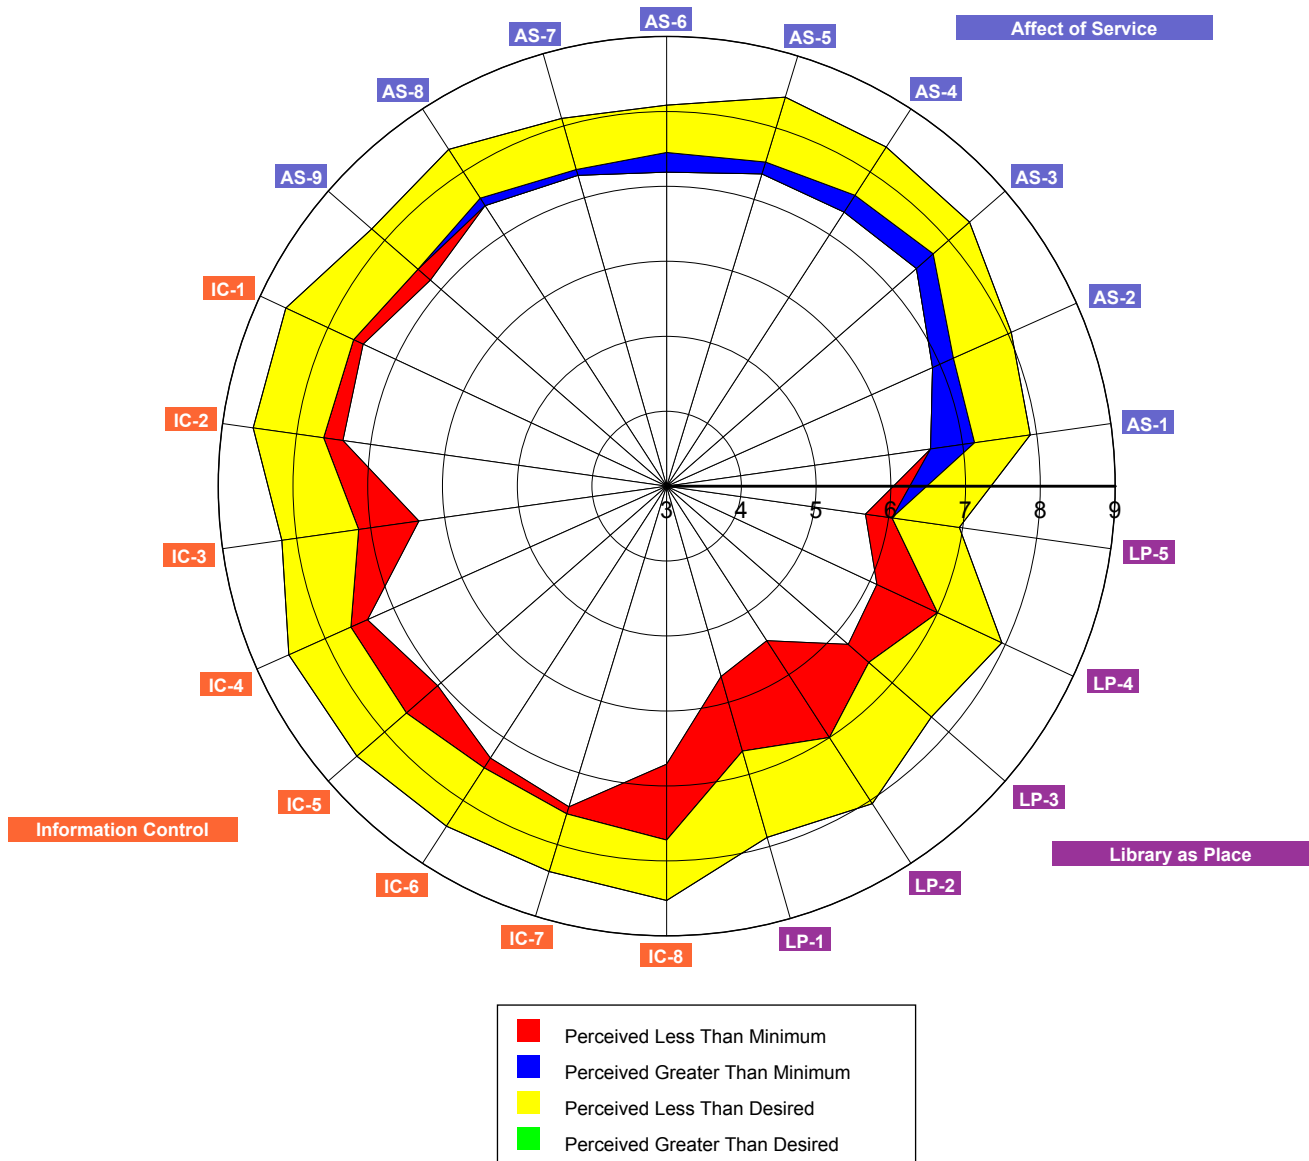 AS-6
Affect of Service
AS-7
AS-5
AS-8
AS-4
AS-9
AS-3
IC-1
AS-2
IC-2
AS-1
3 4 5 6 7 8 9
IC-3
LP-5
IC-4
LP-4
IC-5
LP-3
Information Control
Library as Place
IC-6
LP-2
IC-7
LP-1
IC-8
Perceived Less Than Minimum
Perceived Greater Than Minimum
Perceived Less Than Desired
Perceived Greater Than Desired